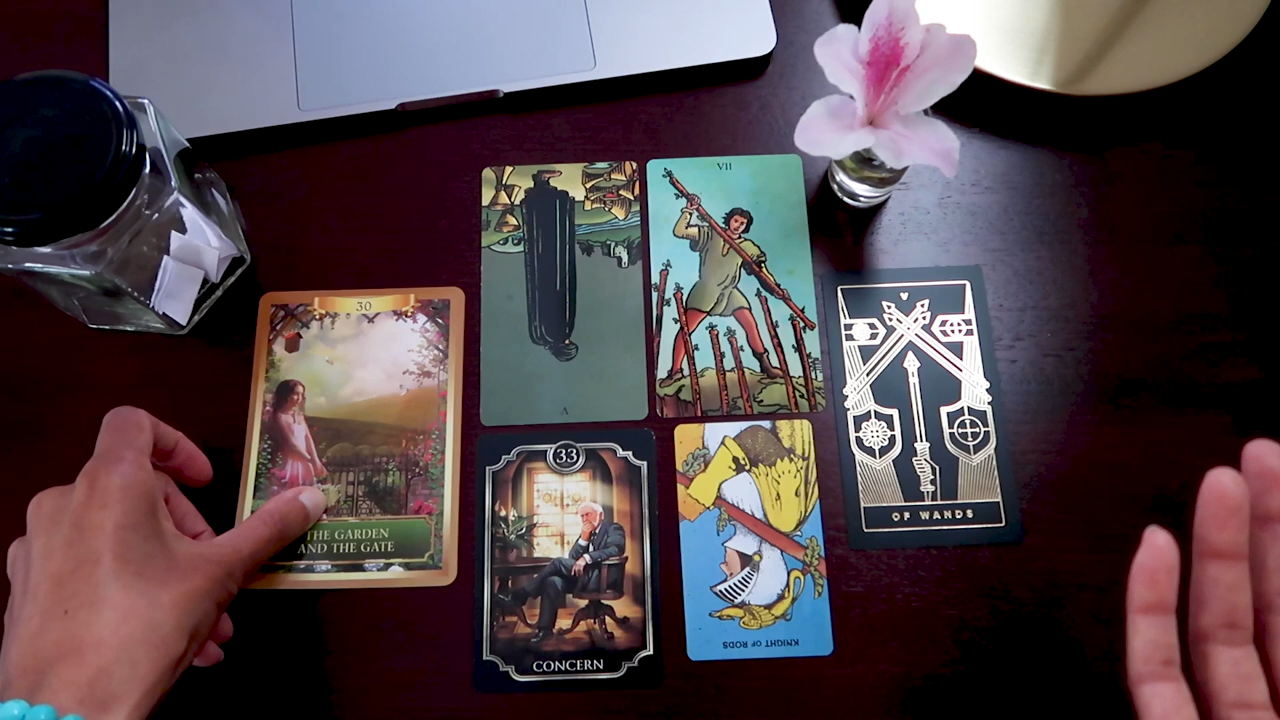 VII
30
THE GARDEN
AND THE GATE
V
V
OF WANDS
33
CONCERN
KNIGHT OF RODS